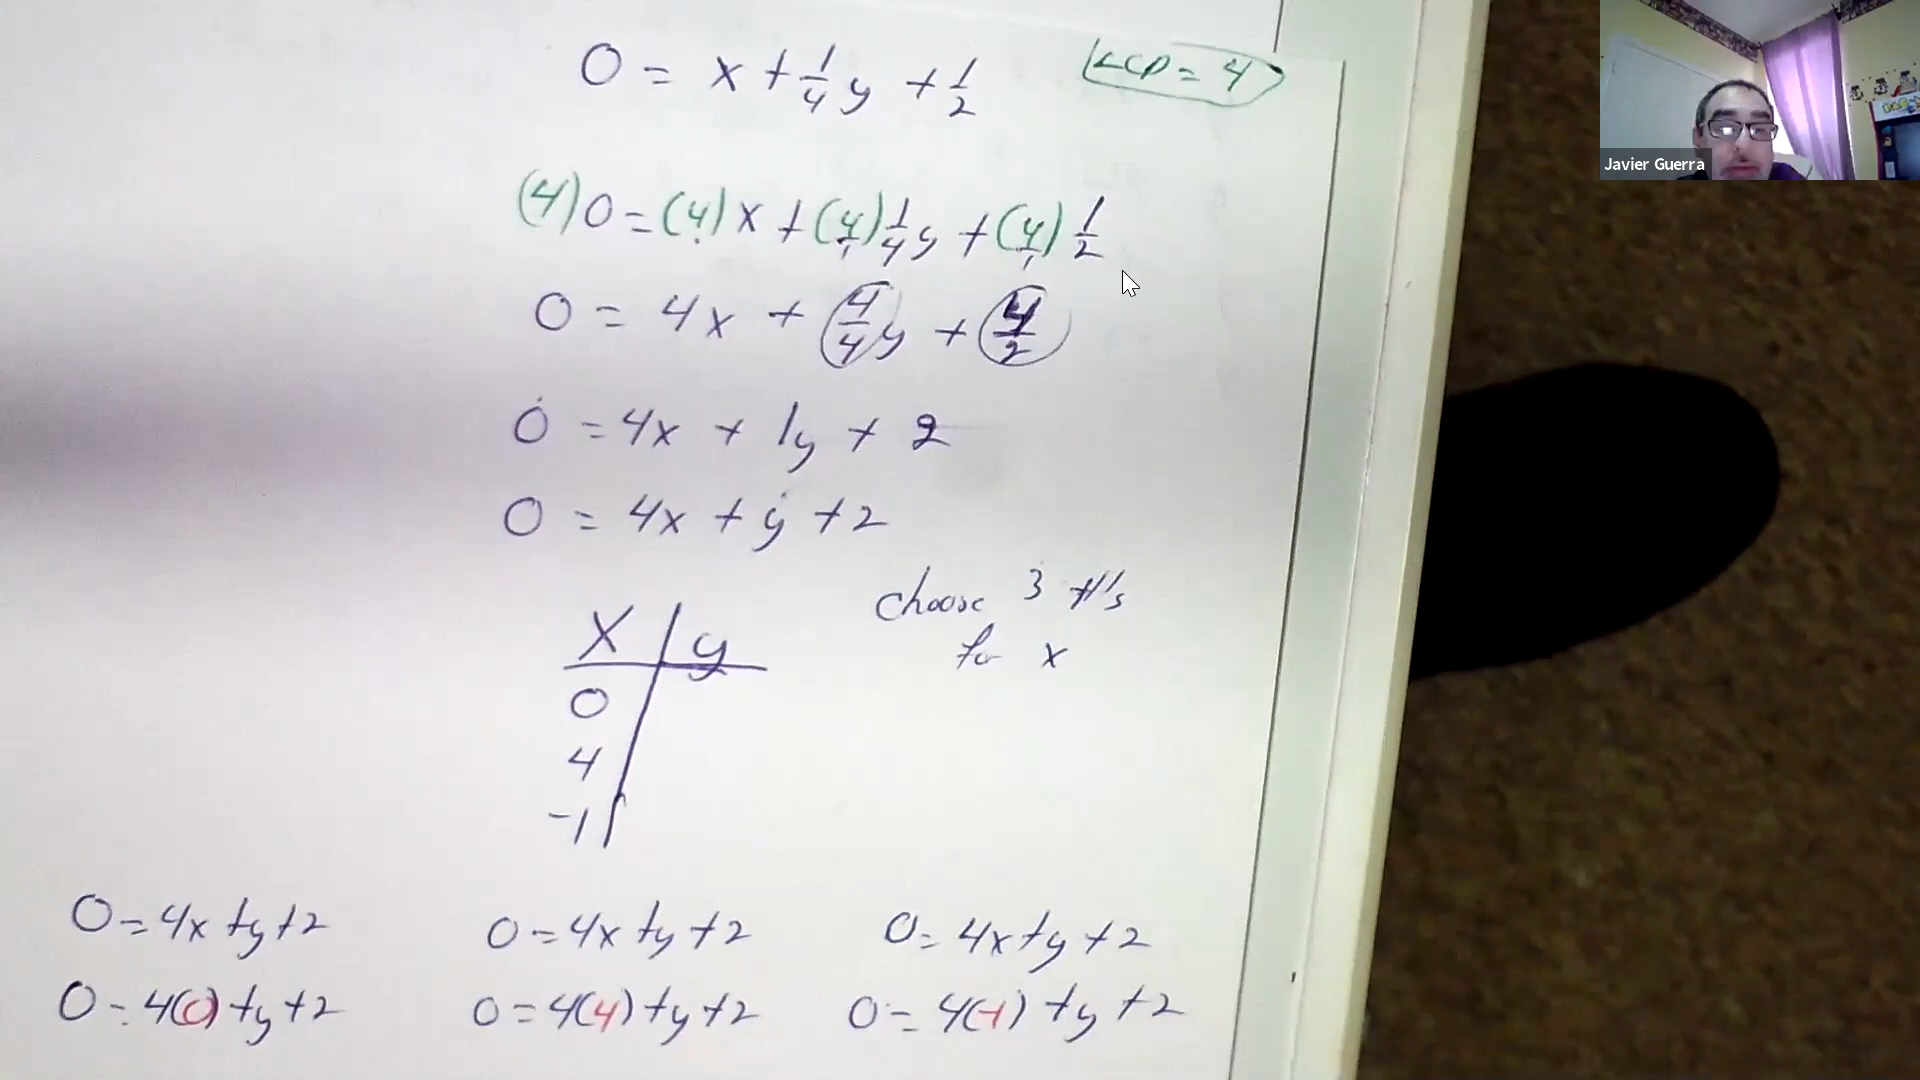 0 = x + 1/4 y + 1/2
LCD = 4
Javier Guerra
(4)0 = (4)x + (4/1) 1/4 y + (4/1) 1/2
0 = 4x + 4/4 y + 4/2
0 = 4x + 1y + 2
0 = 4x + y + 2
choose 3 #'s
for x
x | y
0
4
-1
0 = 4x + y + 2
0 = 4x + y + 2
0 = 4x + y + 2
0 = 4(0) + y + 2
0 = 4(4) + y + 2
0 = 4(-1) + y + 2